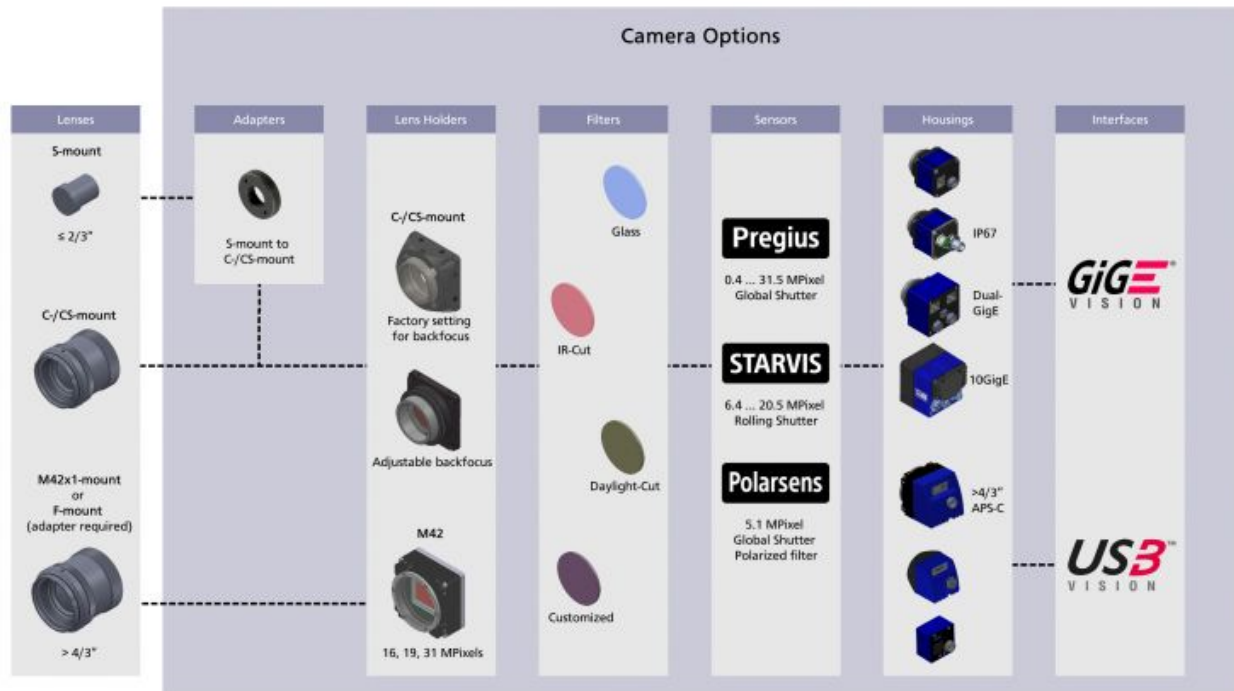 Camera Options
Lenses
Adapters
Lens Holders
Filters
Sensors
Housings
Interfaces
S-mount
≤ 2/3"
C-/CS-mount
M42x1-mount
or
F-mount
(adapter required)
> 4/3"
S-mount to
C-/CS-mount
C-/CS-mount
Factory setting
for backfocus
Adjustable backfocus
M42
16, 19, 31 MPixels
Glass
IR-Cut
Daylight-Cut
Customized
Pregius
0.4 ... 31.5 MPixel
Global Shutter
STARVIS
6.4 ... 20.5 MPixel
Rolling Shutter
Polarsens
5.1 MPixel
Global Shutter
Polarized filter
IP67
Dual-
GigE
10GigE
>4/3"
APS-C
GiGE®
VISION
USB™
VISION